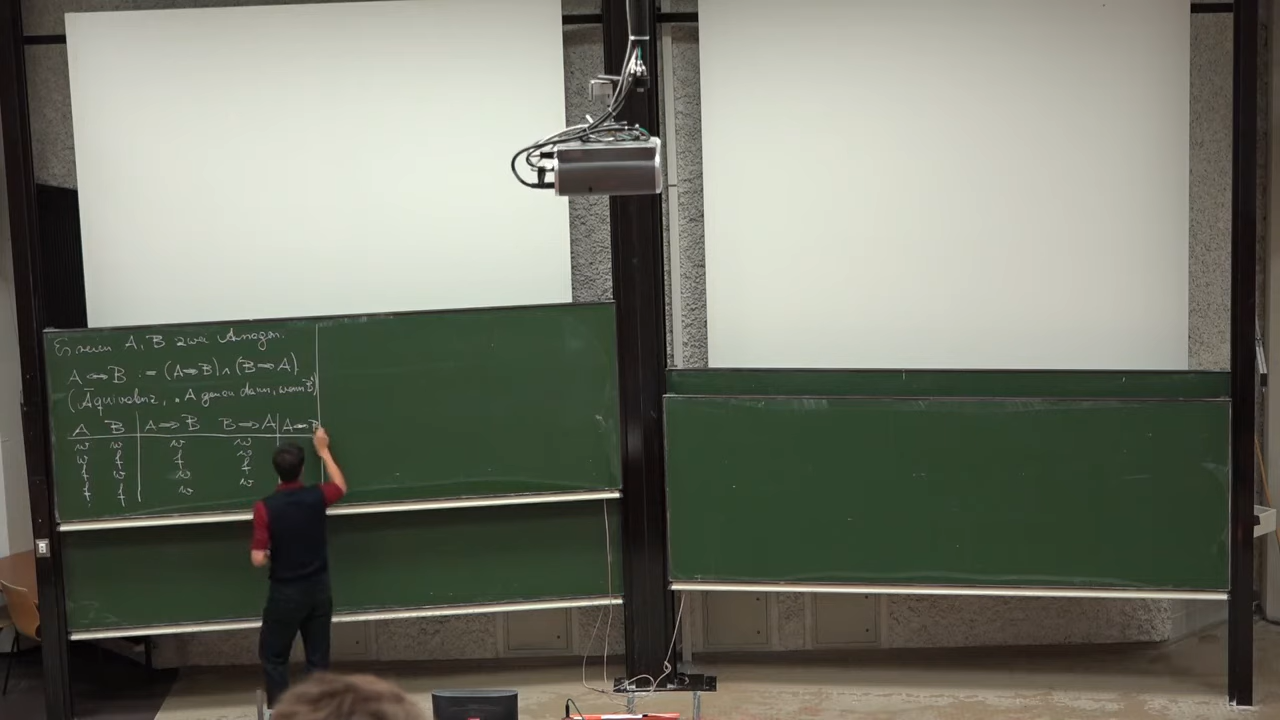 Es seien A, B zwei Aussagen.
A ⇔ B := (A ⇒ B) ∧ (B ⇒ A)
(Äquivalenz, „A genau dann, wenn B“)
A B A ⇒ B B ⇒ A A ⇔ B
w w w w
w f f w
f w w f
f f w w